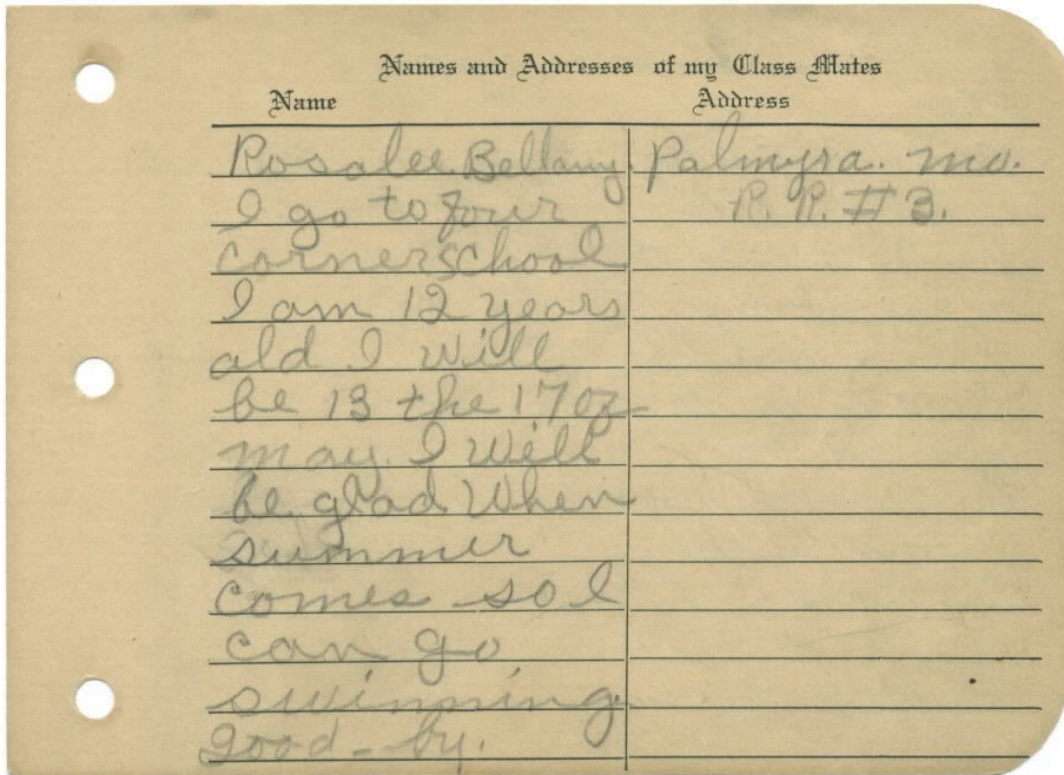 Names and Addresses of my Class Mates
Name Address
Rosalee Bellamy. Palmyra. Mo.
I go to four R. R. #3.
corner school
I am 12 years
old I will
be 13 the 17 of
may. I will
be glad When
summer
comes so I
can go
swinning.
good-by.